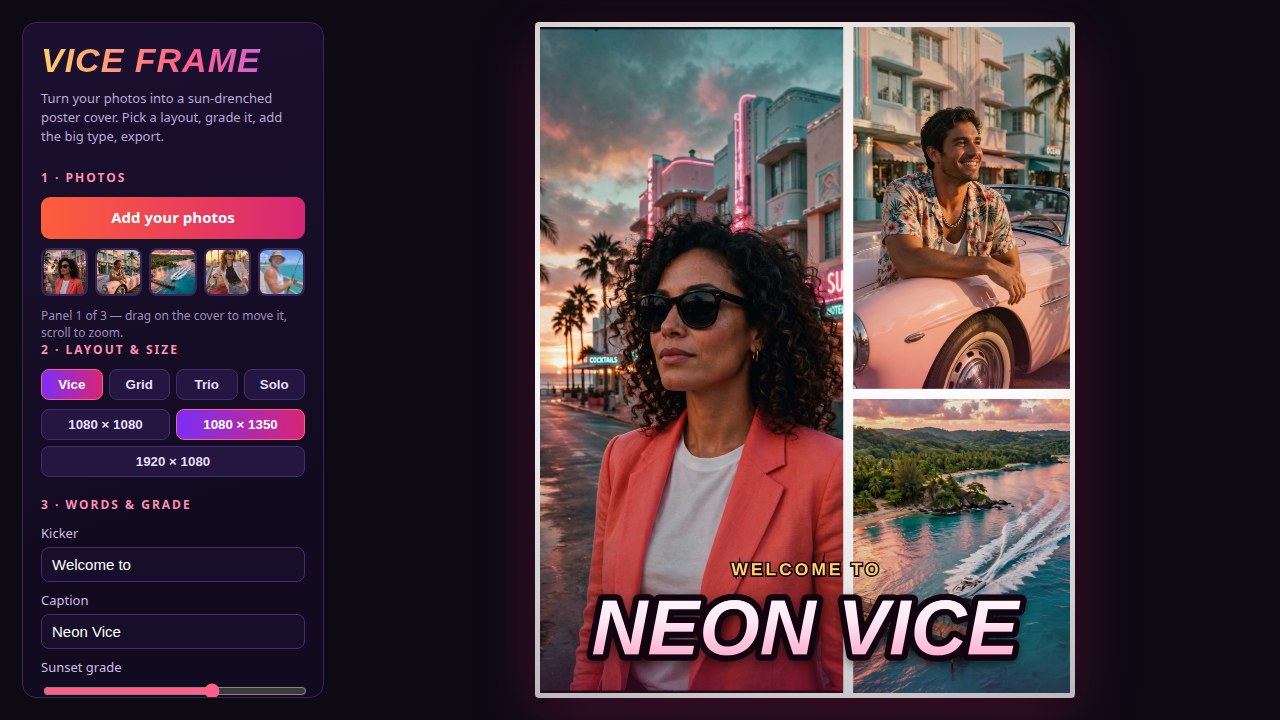 VICE FRAME
Turn your photos into a sun-drenched
poster cover. Pick a layout, grade it, add
the big type, export.
1 · PHOTOS
Add your photos
Panel 1 of 3 — drag on the cover to move it,
scroll to zoom.
2 · LAYOUT & SIZE
Vice
Grid
Trio
Solo
1080 × 1080
1080 × 1350
1920 × 1080
3 · WORDS & GRADE
Kicker
Welcome to
Caption
Neon Vice
Sunset grade
SU
HOTE
COCKTAILS
WELCOME TO
NEON VICE